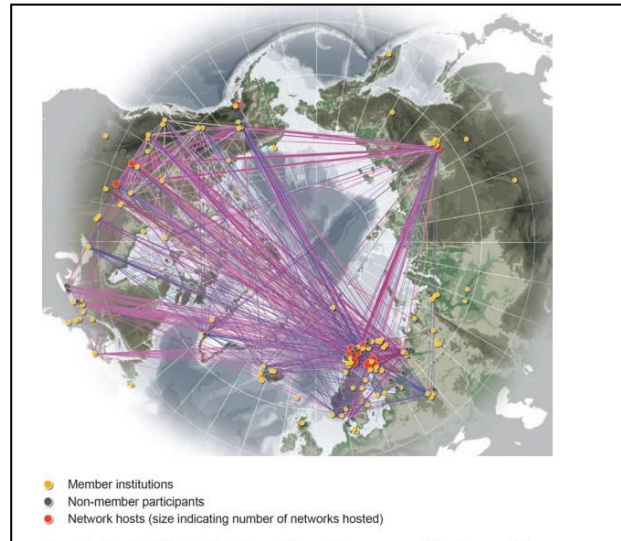 Member institutions
Non-member participants
Network hosts (size indicating number of networks hosted)